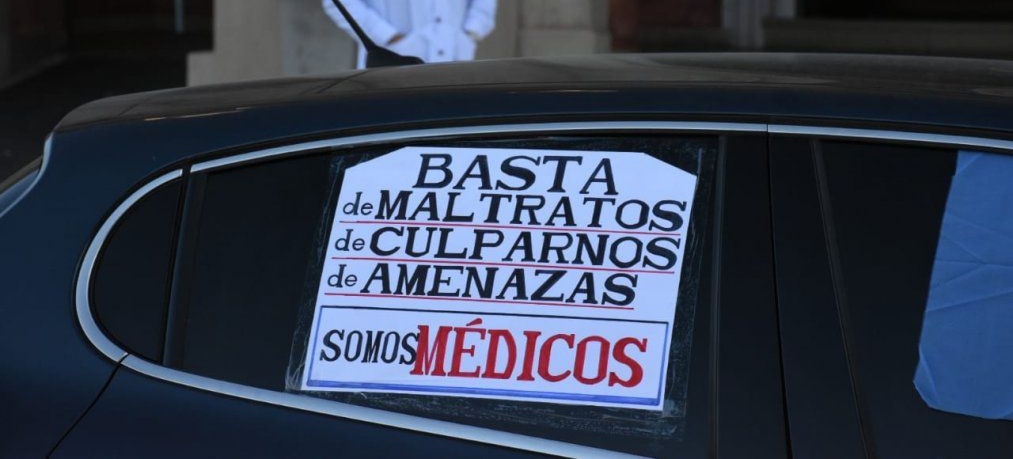 BASTA
de MALTRATOS
de CULPARNOS
de AMENAZAS
SOMOS MÉDICOS